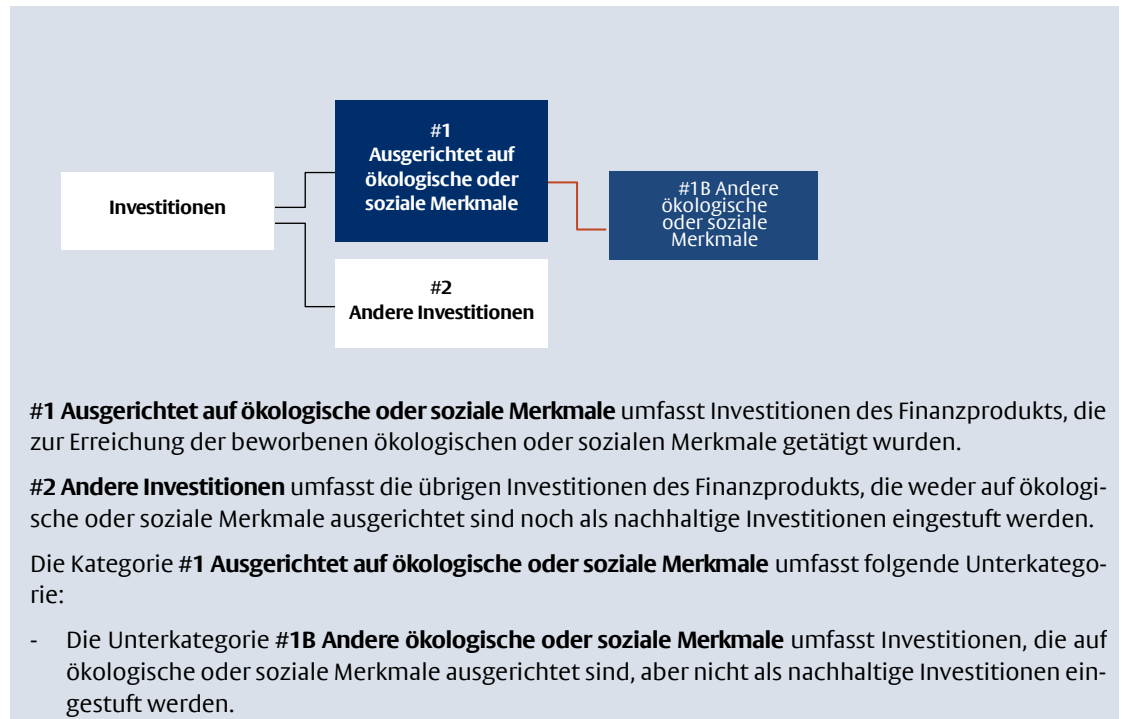 #1
Ausgerichtet auf
ökologische oder
soziale Merkmale
Investitionen
#1B Andere
ökologische
oder soziale
Merkmale
#2
Andere Investitionen
#1 Ausgerichtet auf ökologische oder soziale Merkmale umfasst Investitionen des Finanzprodukts, die
zur Erreichung der beworbenen ökologischen oder sozialen Merkmale getätigt wurden.
#2 Andere Investitionen umfasst die übrigen Investitionen des Finanzprodukts, die weder auf ökologi-
sche oder soziale Merkmale ausgerichtet sind noch als nachhaltige Investitionen eingestuft werden.
Die Kategorie #1 Ausgerichtet auf ökologische oder soziale Merkmale umfasst folgende Unterkatego-
rie:
- Die Unterkategorie #1B Andere ökologische oder soziale Merkmale umfasst Investitionen, die auf
ökologische oder soziale Merkmale ausgerichtet sind, aber nicht als nachhaltige Investitionen ein-
gestuft werden.